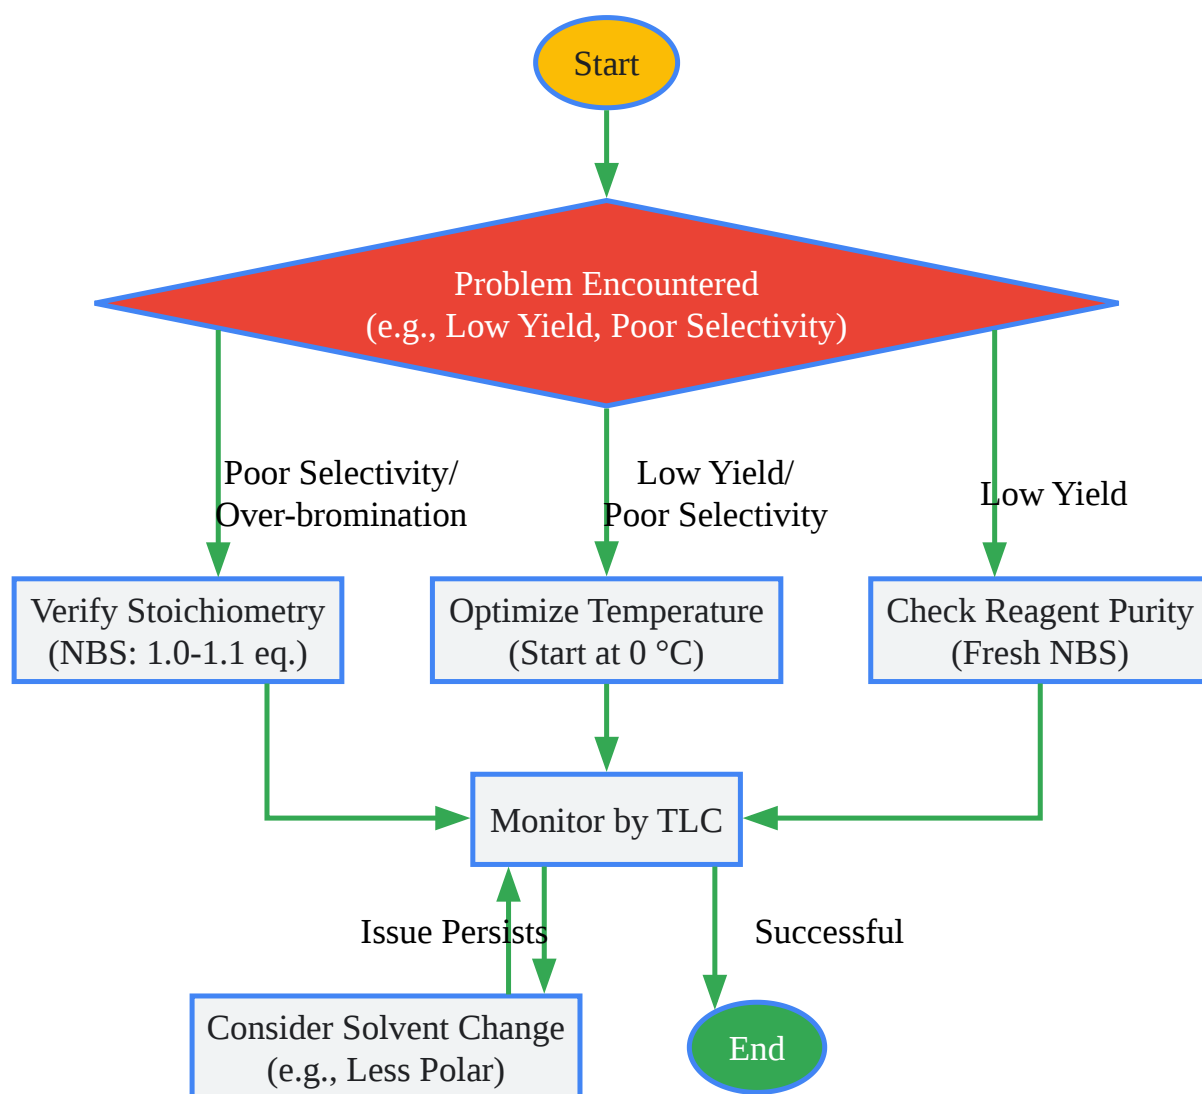 Start
Problem Encountered
(e.g., Low Yield, Poor Selectivity)
Poor Selectivity/
Over-bromination
Low Yield/
Poor Selectivity
Low Yield
Verify Stoichiometry
(NBS: 1.0-1.1 eq.)
Optimize Temperature
(Start at 0 °C)
Check Reagent Purity
(Fresh NBS)
Monitor by TLC
Issue Persists
Successful
Consider Solvent Change
(e.g., Less Polar)
End